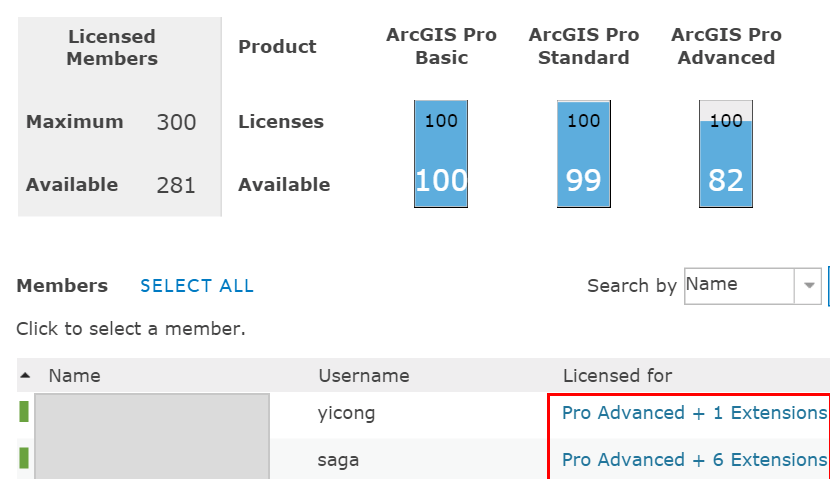 Licensed Members
Product
ArcGIS Pro Basic
ArcGIS Pro Standard
ArcGIS Pro Advanced
Maximum 300
Licenses 100 100 100
Available 281
Available 100 99 82
Members SELECT ALL
Search by Name
Click to select a member.
Name Username Licensed for
yicong Pro Advanced + 1 Extensions
saga Pro Advanced + 6 Extensions